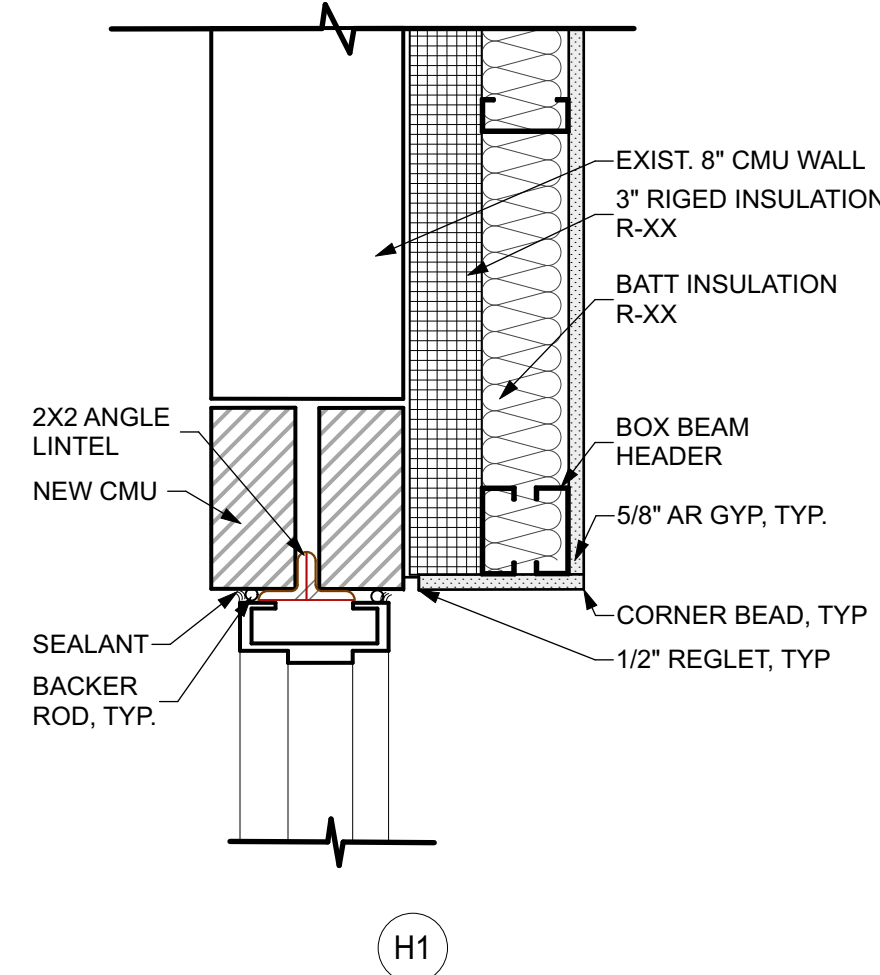 EXIST. 8" CMU WALL
3" RIGED INSULATION
R-XX
BATT INSULATION
R-XX
2X2 ANGLE
LINTEL
NEW CMU
BOX BEAM
HEADER
5/8" AR GYP, TYP.
SEALANT
BACKER
ROD, TYP.
CORNER BEAD, TYP
1/2" REGLET, TYP
H1